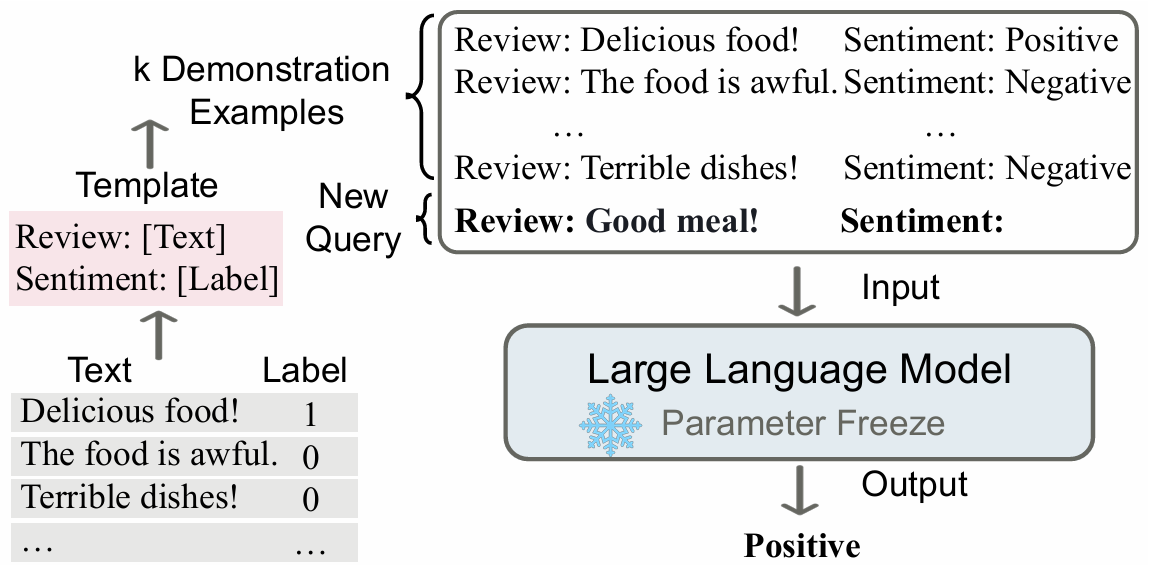 k Demonstration
Examples
Template
Review: [Text]
Sentiment: [Label]
Text Label
Delicious food! 1
The food is awful. 0
Terrible dishes! 0
… …
Review: Delicious food! Sentiment: Positive
Review: The food is awful. Sentiment: Negative
… …
Review: Terrible dishes! Sentiment: Negative
New
Query
Review: Good meal! Sentiment:
Input
Large Language Model
Parameter Freeze
Output
Positive